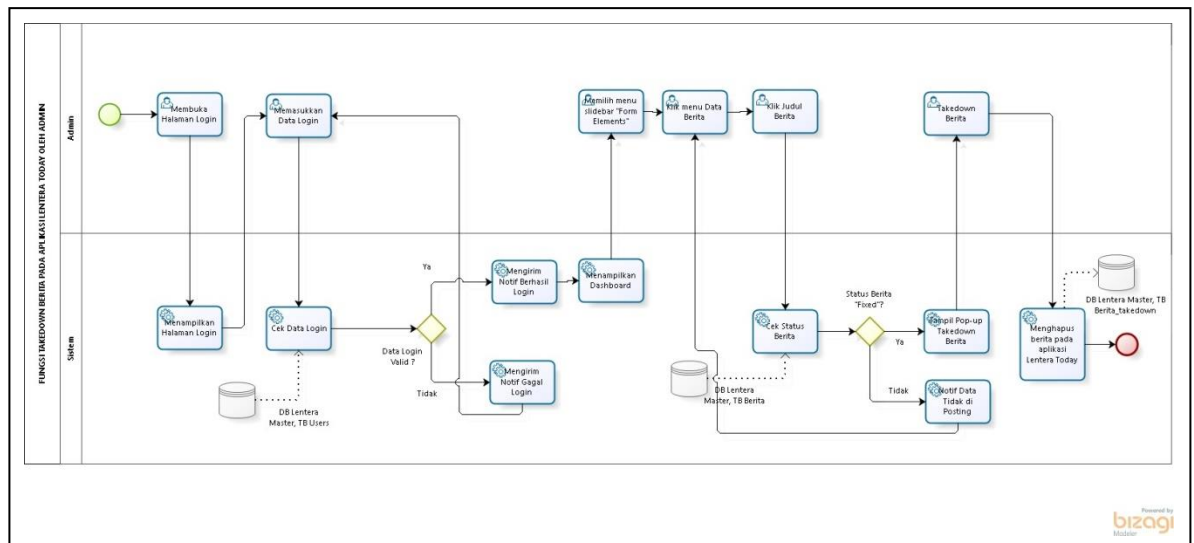 FUNGSI TAKEDOWN BERITA PADA APLIKASI LENTERA TODAY OLEH ADMIN
Admin
Membuka
Halaman Login
Memasukkan
Data Login
Memilih menu
slidebar "Form
Elements"
Klik menu Data
Berita
Klik Judul
Berita
Takedown
Berita
Sistem
Menampilkan
Halaman Login
Cek Data Login
DB Lentera
Master, TB Users
Data Login
Valid ?
Ya
Tidak
Mengirim
Notif Berhasil
Login
Mengirim
Notif Gagal
Login
Menampilkan
Dashboard
DB Lentera
Master, TB Berita
Cek Status
Berita
Status Berita
"Fixed"?
Ya
Tidak
Tampil Pop-up
Takedown
Berita
Notif Data
Tidak di
Posting
Menghapus
berita pada
aplikasi
Lentera Today
DB Lentera Master, TB
Berita_takedown
Powered by
bizagi
Modeler